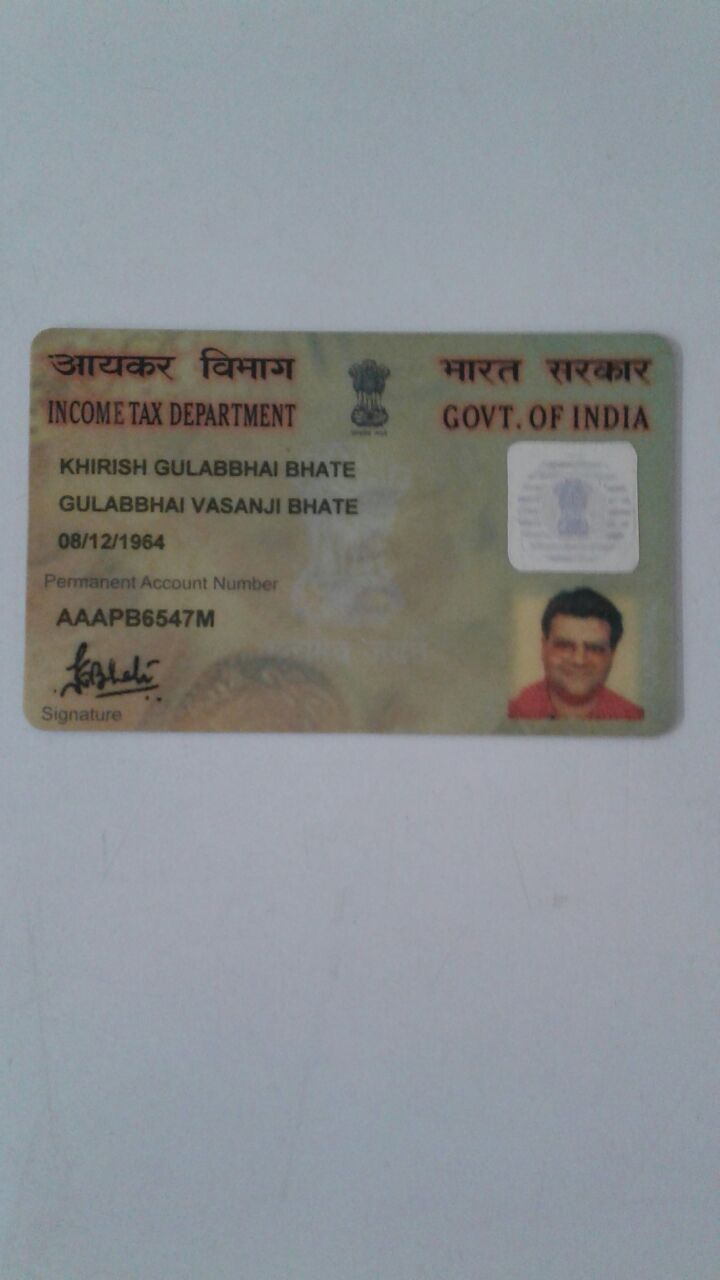 आयकर विभाग
INCOME TAX DEPARTMENT
भारत सरकार
GOVT. OF INDIA
KHIRISH GULABBHAI BHATE
GULABBHAI VASANJI BHATE
08/12/1964
Permanent Account Number
AAAPB6547M
Signature